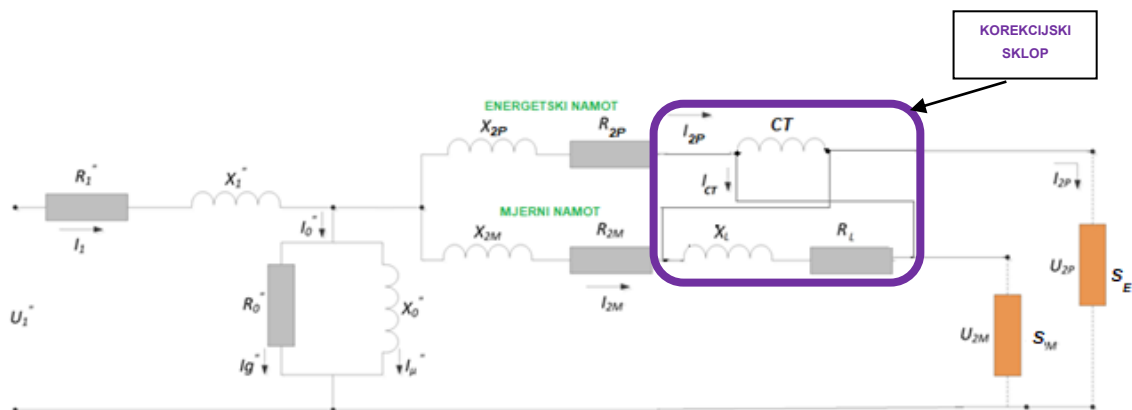 KOREKCIJSKI
SKLOP
ENERGETSKI NAMOT
X2P
R2P
I2P
CT
R1″
X1″
ICT
I2P
MJERNI NAMOT
I1
I0″
X2M
R2M
XL
RL
I2M
U2P
SE
R0″
X0″
U1″
U2M
S'M
Ig″
Iμ″